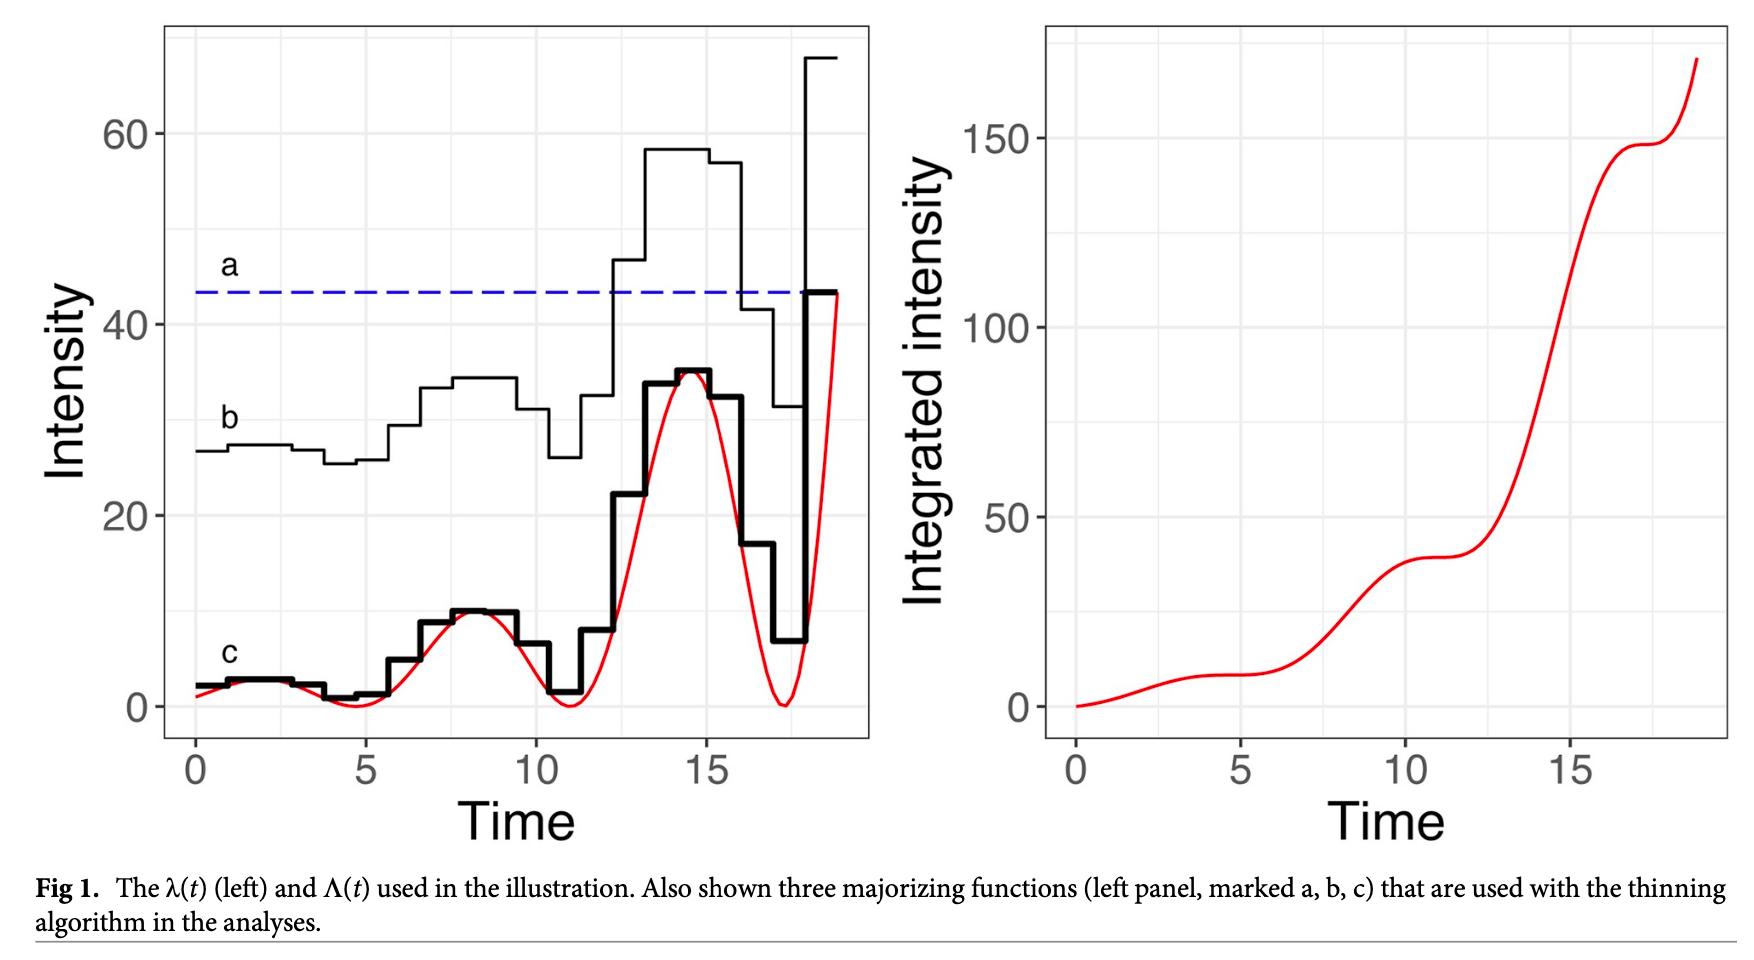 Intensity
60
40
20
0
a
b
c
0 5 10 15
Time
Integrated intensity
150
100
50
0
0 5 10 15
Time
Fig 1. The λ(t) (left) and Λ(t) used in the illustration. Also shown three majorizing functions (left panel, marked a, b, c) that are used with the thinning
algorithm in the analyses.